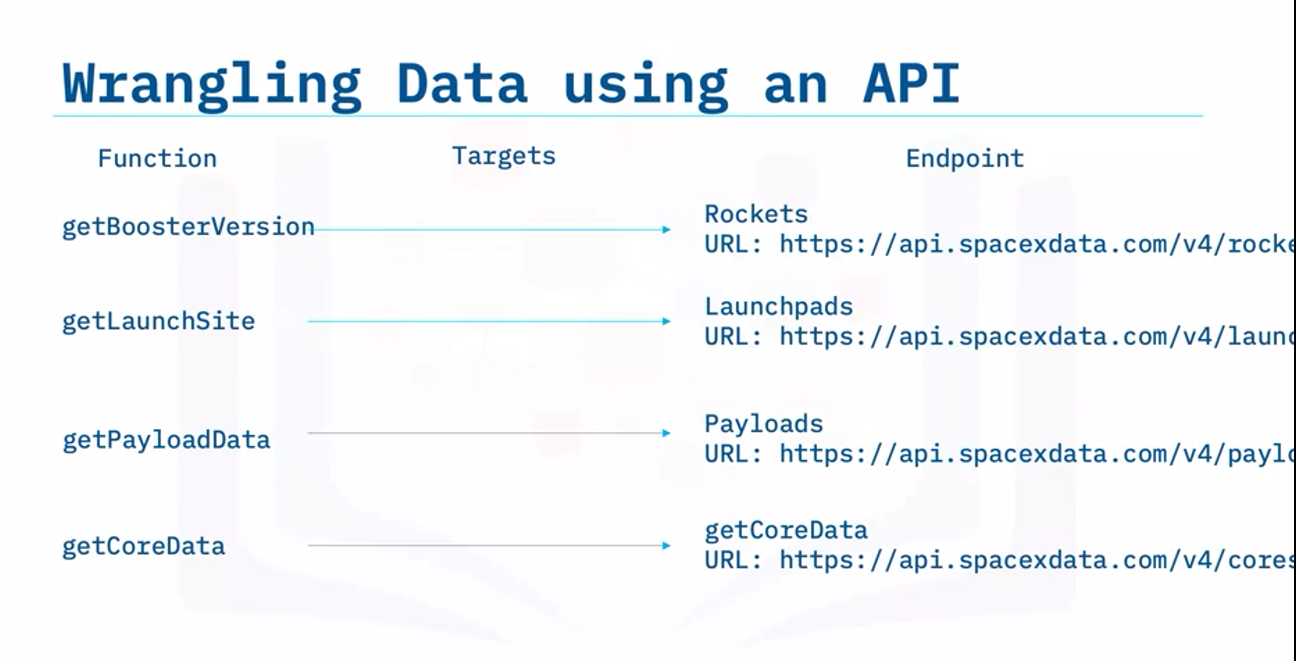 Wrangling Data using an API
Function
Targets
Endpoint
getBoosterVersion
Rockets
URL: https://api.spacexdata.com/v4/rocke
getLaunchSite
Launchpads
URL: https://api.spacexdata.com/v4/launc
getPayloadData
Payloads
URL: https://api.spacexdata.com/v4/paylo
getCoreData
getCoreData
URL: https://api.spacexdata.com/v4/cores